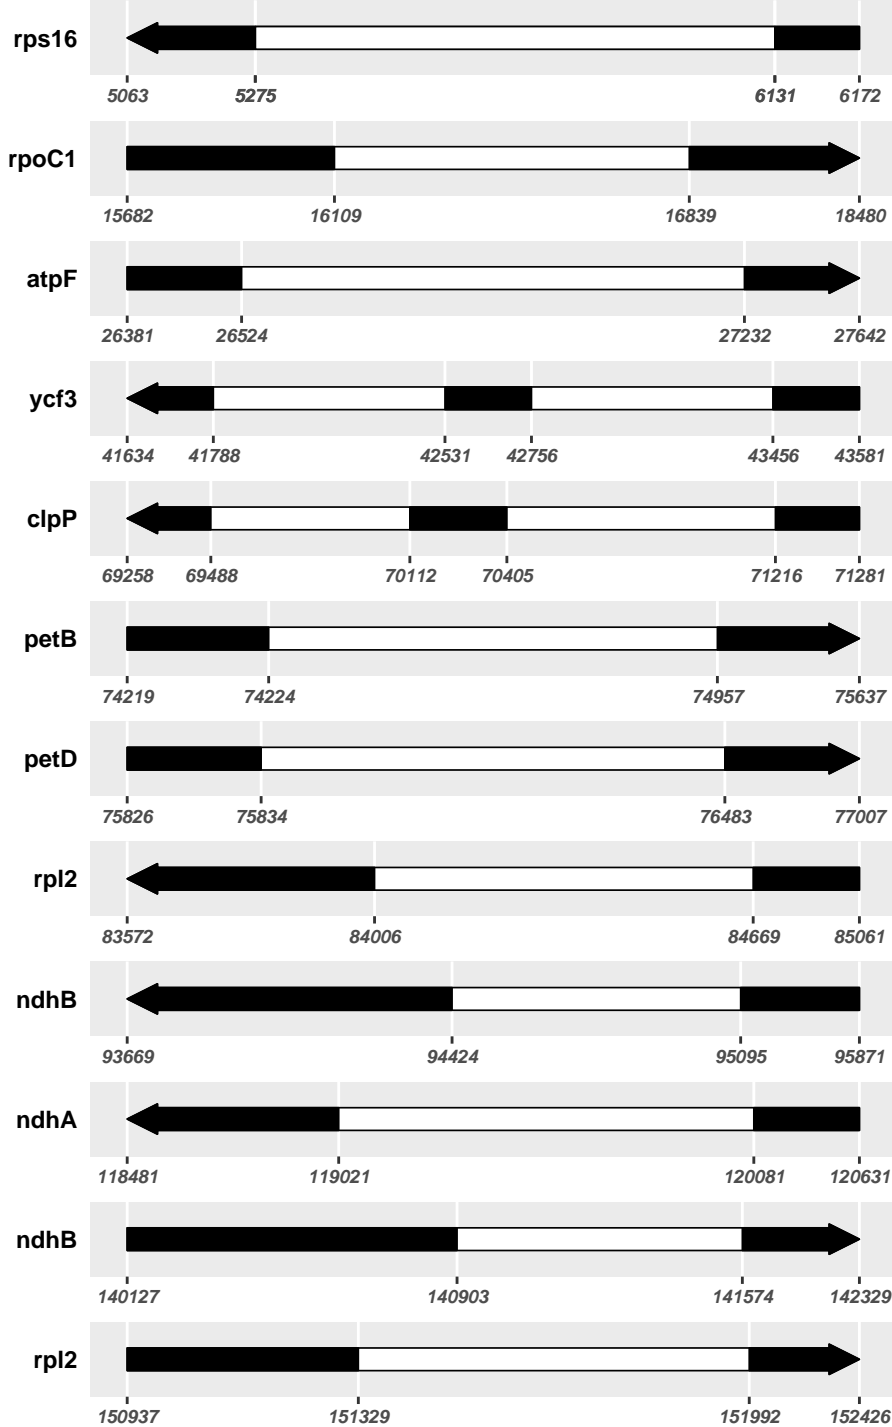 rps16
5063 5275 6131 6172
rpoC1
15682 16109 16839 18480
atpF
26381 26524 27232 27642
ycf3
41634 41788 42531 42756 43456 43581
clpP
69258 69488 70112 70405 71216 71281
petB
74219 74224 74957 75637
petD
75826 75834 76483 77007
rpl2
83572 84006 84669 85061
ndhB
93669 94424 95095 95871
ndhA
118481 119021 120081 120631
ndhB
140127 140903 141574 142329
rpl2
150937 151329 151992 152426